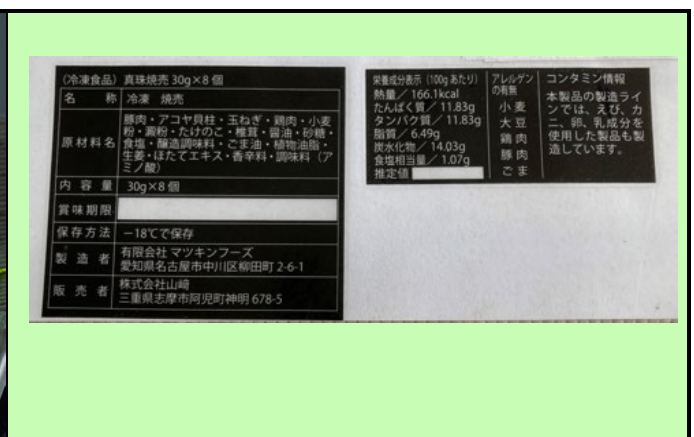 （冷凍食品）真珠焼売 30g×8 個
名 称 冷凍 焼売
原材料名 豚肉・アコヤ貝柱・玉ねぎ・鶏肉・小麦
粉・澱粉・たけのこ・椎茸・醤油・砂糖・
食塩・醸造調味料・ごま油・植物油脂・
生姜・ほたてエキス・香辛料・調味料（ア
ミノ酸）
内 容 量 30g×8 個
賞味期限
保存方法 －18℃で保存
製 造 者 有限会社 マツキンフーズ
愛知県名古屋市中川区柳田町 2-6-1
販 売 者 株式会社山﨑
三重県志摩市阿児町神明 678-5
栄養成分表示（100g あたり）
熱量／ 166.1kcal
たんぱく質／ 11.83g
タンパク質／ 11.83g
脂質／ 6.49g
炭水化物／ 14.03g
食塩相当量／ 1.07g
推定値
アレルゲン
の有無
小 麦
大 豆
鶏 肉
豚 肉
ご ま
コンタミン情報
本製品の製造ライ
ンでは、えび、カ
ニ、卵、乳成分を
使用した製品も製
造しています。